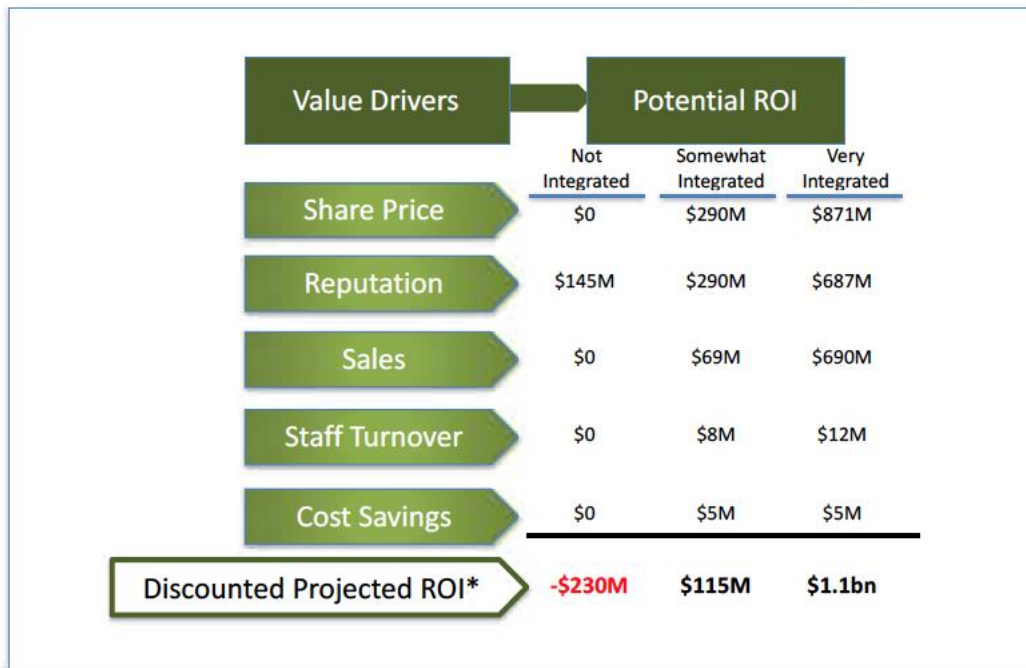 Value Drivers
Potential ROI
Not Integrated
Somewhat Integrated
Very Integrated
Share Price $0 $290M $871M
Reputation $145M $290M $687M
Sales $0 $69M $690M
Staff Turnover $0 $8M $12M
Cost Savings $0 $5M $5M
Discounted Projected ROI* -$230M $115M $1.1bn